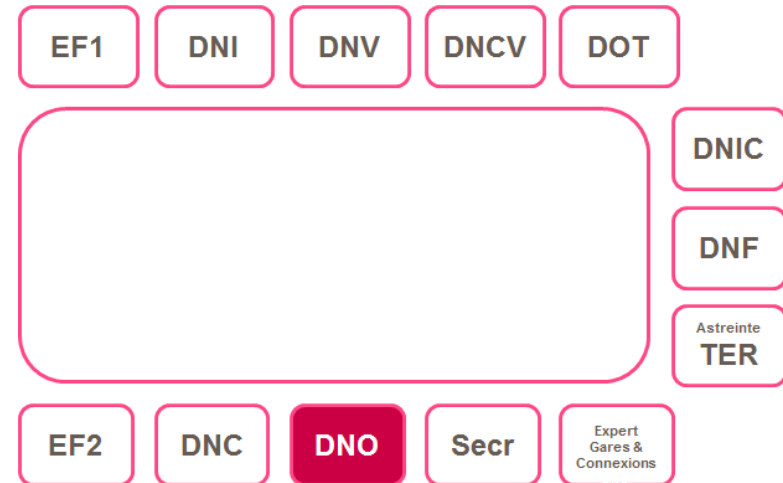 EF1
DNI
DNV
DNCV
DOT
DNIC
DNF
Astreinte
TER
EF2
DNC
DNO
Secr
Expert
Gares &
Connexions